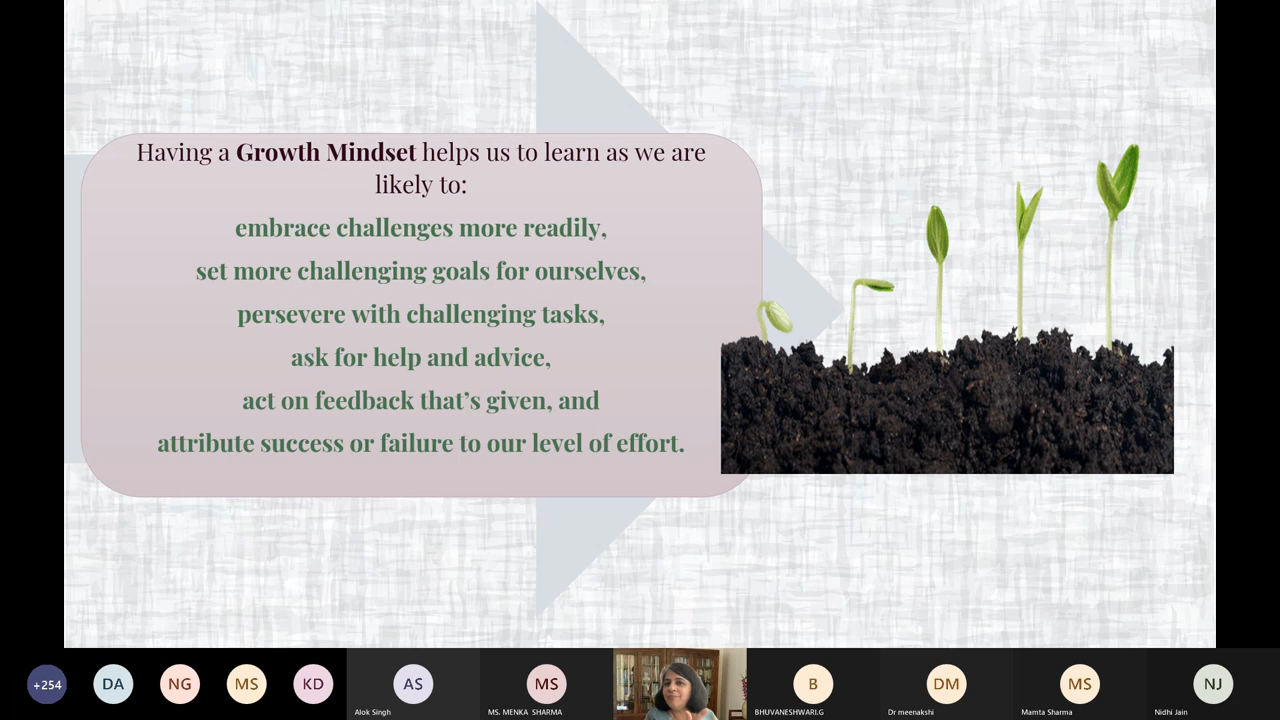 Having a Growth Mindset helps us to learn as we are
likely to:
embrace challenges more readily,
set more challenging goals for ourselves,
persevere with challenging tasks,
ask for help and advice,
act on feedback that's given, and
attribute success or failure to our level of effort.
+254
DA
NG
MS
KD
AS
MS
B
DM
MS
NJ
Alok Singh
MS. MENKA SHARMA
BHUVANESHWARI.G
Dr meenakshi
Mamta Sharma
Nidhi Jain